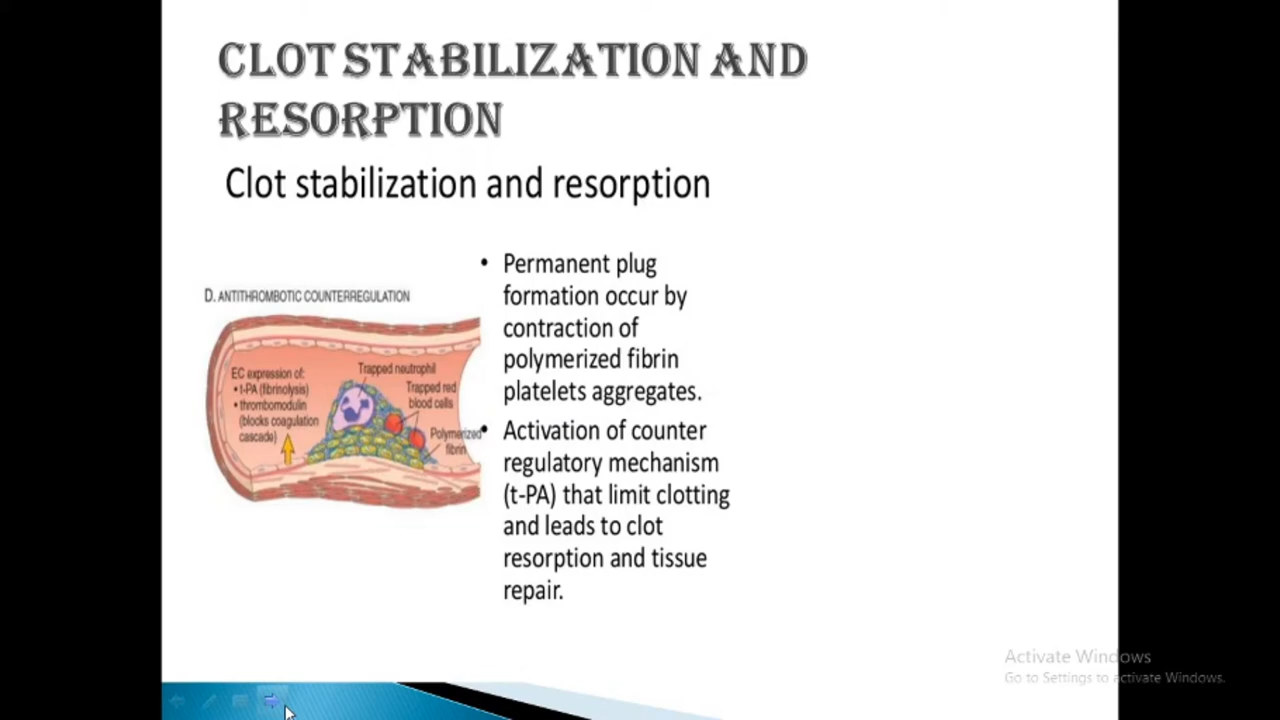 CLOT STABILIZATION AND
RESORPTION
Clot stabilization and resorption
D. ANTITHROMBOTIC COUNTERREGULATION
EC expression of:
• t-PA (fibrinolysis)
• thrombomodulin
(blocks coagulation
cascade)
Trapped neutrophil
Trapped red
blood cells
Polymerized
fibrin
• Permanent plug
formation occur by
contraction of
polymerized fibrin
platelets aggregates.
• Activation of counter
regulatory mechanism
(t-PA) that limit clotting
and leads to clot
resorption and tissue
repair.
Activate Windows
Go to Settings to activate Windows.